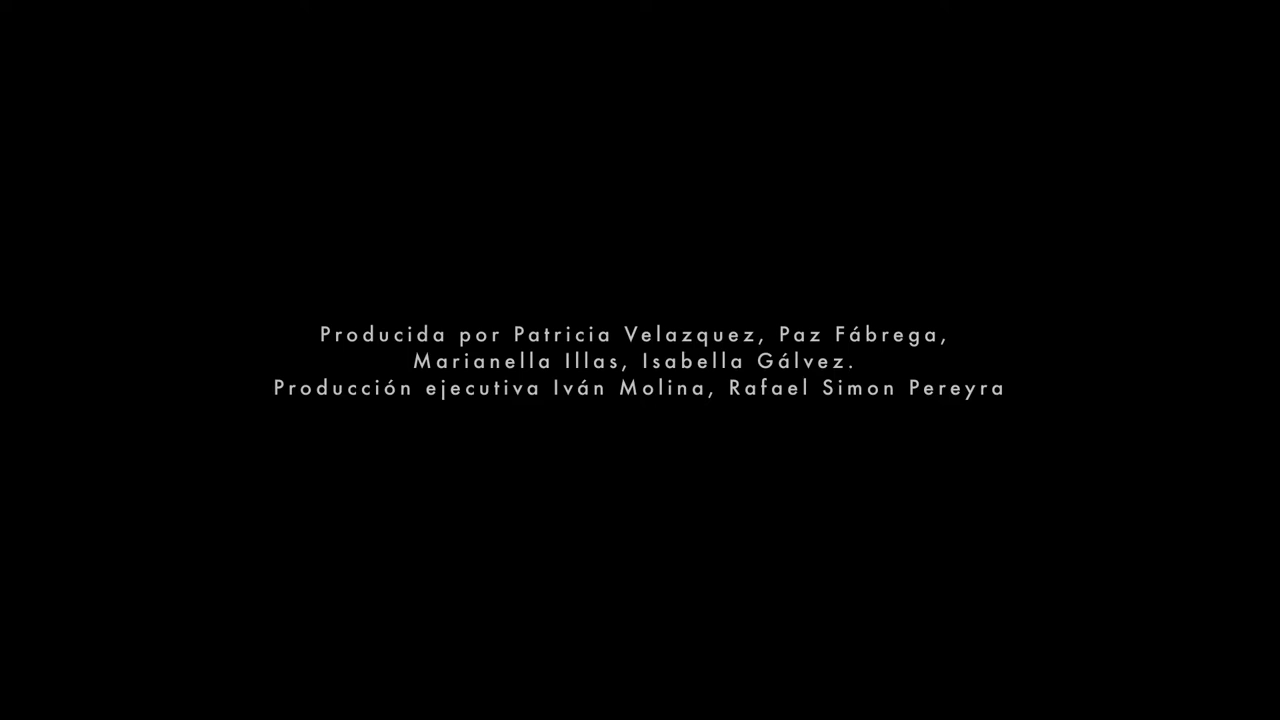 Producida por Patricia Velazquez, Paz Fábrega,
Marianella Illas, Isabella Gálvez.
Producción ejecutiva Iván Molina, Rafael Simon Pereyra